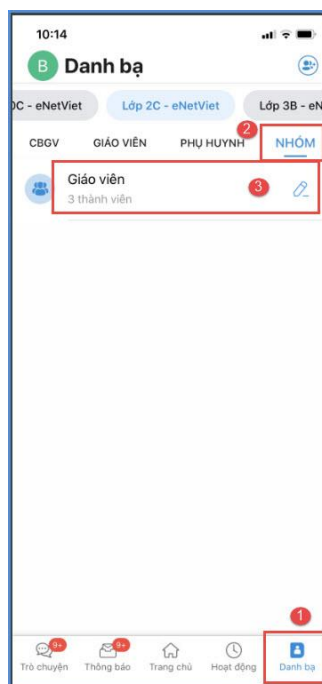 10:14
B Danh bạ
0C - eNetViet Lớp 2C - eNetViet Lớp 3B - eN
2
CBGV GIÁO VIÊN PHỤ HUYNH NHÓM
Giáo viên
3
3 thành viên
1
9+ 9+
Trò chuyện Thông báo Trang chủ Hoạt động Danh bạ